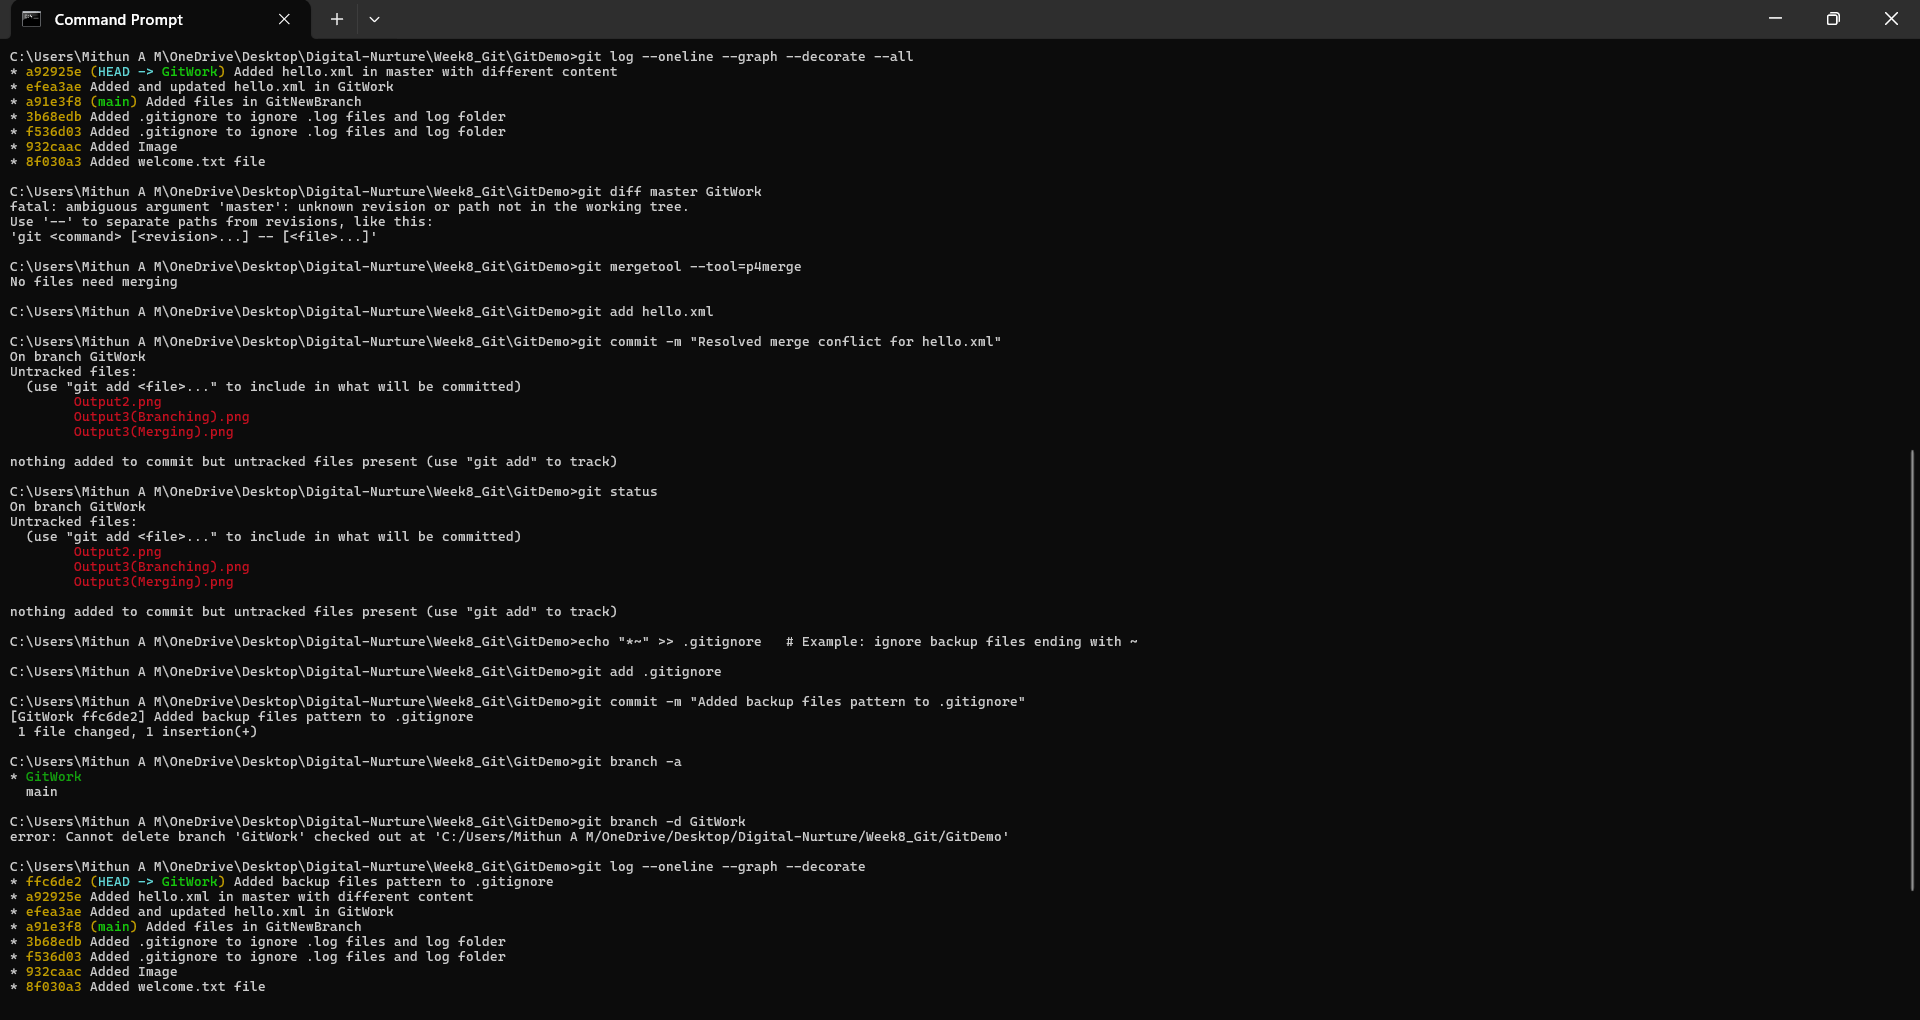 Command Prompt
C:\Users\Mithun A M\OneDrive\Desktop\Digital-Nurture\Week8_Git\GitDemo>git log --oneline --graph --decorate --all
* a92925e (HEAD -> GitWork) Added hello.xml in master with different content
* efea3ae Added and updated hello.xml in GitWork
* a91e3f8 (main) Added files in GitNewBranch
* 3b68edb Added .gitignore to ignore .log files and log folder
* f536d03 Added .gitignore to ignore .log files and log folder
* 932caac Added Image
* 8f030a3 Added welcome.txt file
C:\Users\Mithun A M\OneDrive\Desktop\Digital-Nurture\Week8_Git\GitDemo>git diff master GitWork
fatal: ambiguous argument 'master': unknown revision or path not in the working tree.
Use '--' to separate paths from revisions, like this:
'git <command> [<revision>...] -- [<file>...]'
C:\Users\Mithun A M\OneDrive\Desktop\Digital-Nurture\Week8_Git\GitDemo>git mergetool --tool=p4merge
No files need merging
C:\Users\Mithun A M\OneDrive\Desktop\Digital-Nurture\Week8_Git\GitDemo>git add hello.xml
C:\Users\Mithun A M\OneDrive\Desktop\Digital-Nurture\Week8_Git\GitDemo>git commit -m "Resolved merge conflict for hello.xml"
On branch GitWork
Untracked files:
  (use "git add <file>..." to include in what will be committed)
        Output2.png
        Output3(Branching).png
        Output3(Merging).png
nothing added to commit but untracked files present (use "git add" to track)
C:\Users\Mithun A M\OneDrive\Desktop\Digital-Nurture\Week8_Git\GitDemo>git status
On branch GitWork
Untracked files:
  (use "git add <file>..." to include in what will be committed)
        Output2.png
        Output3(Branching).png
        Output3(Merging).png
nothing added to commit but untracked files present (use "git add" to track)
C:\Users\Mithun A M\OneDrive\Desktop\Digital-Nurture\Week8_Git\GitDemo>echo "*~" >> .gitignore   # Example: ignore backup files ending with ~
C:\Users\Mithun A M\OneDrive\Desktop\Digital-Nurture\Week8_Git\GitDemo>git add .gitignore
C:\Users\Mithun A M\OneDrive\Desktop\Digital-Nurture\Week8_Git\GitDemo>git commit -m "Added backup files pattern to .gitignore"
[GitWork ffc6de2] Added backup files pattern to .gitignore
 1 file changed, 1 insertion(+)
C:\Users\Mithun A M\OneDrive\Desktop\Digital-Nurture\Week8_Git\GitDemo>git branch -a
* GitWork
  main
C:\Users\Mithun A M\OneDrive\Desktop\Digital-Nurture\Week8_Git\GitDemo>git branch -d GitWork
error: Cannot delete branch 'GitWork' checked out at 'C:/Users/Mithun A M/OneDrive/Desktop/Digital-Nurture/Week8_Git/GitDemo'
C:\Users\Mithun A M\OneDrive\Desktop\Digital-Nurture\Week8_Git\GitDemo>git log --oneline --graph --decorate
* ffc6de2 (HEAD -> GitWork) Added backup files pattern to .gitignore
* a92925e Added hello.xml in master with different content
* efea3ae Added and updated hello.xml in GitWork
* a91e3f8 (main) Added files in GitNewBranch
* 3b68edb Added .gitignore to ignore .log files and log folder
* f536d03 Added .gitignore to ignore .log files and log folder
* 932caac Added Image
* 8f030a3 Added welcome.txt file